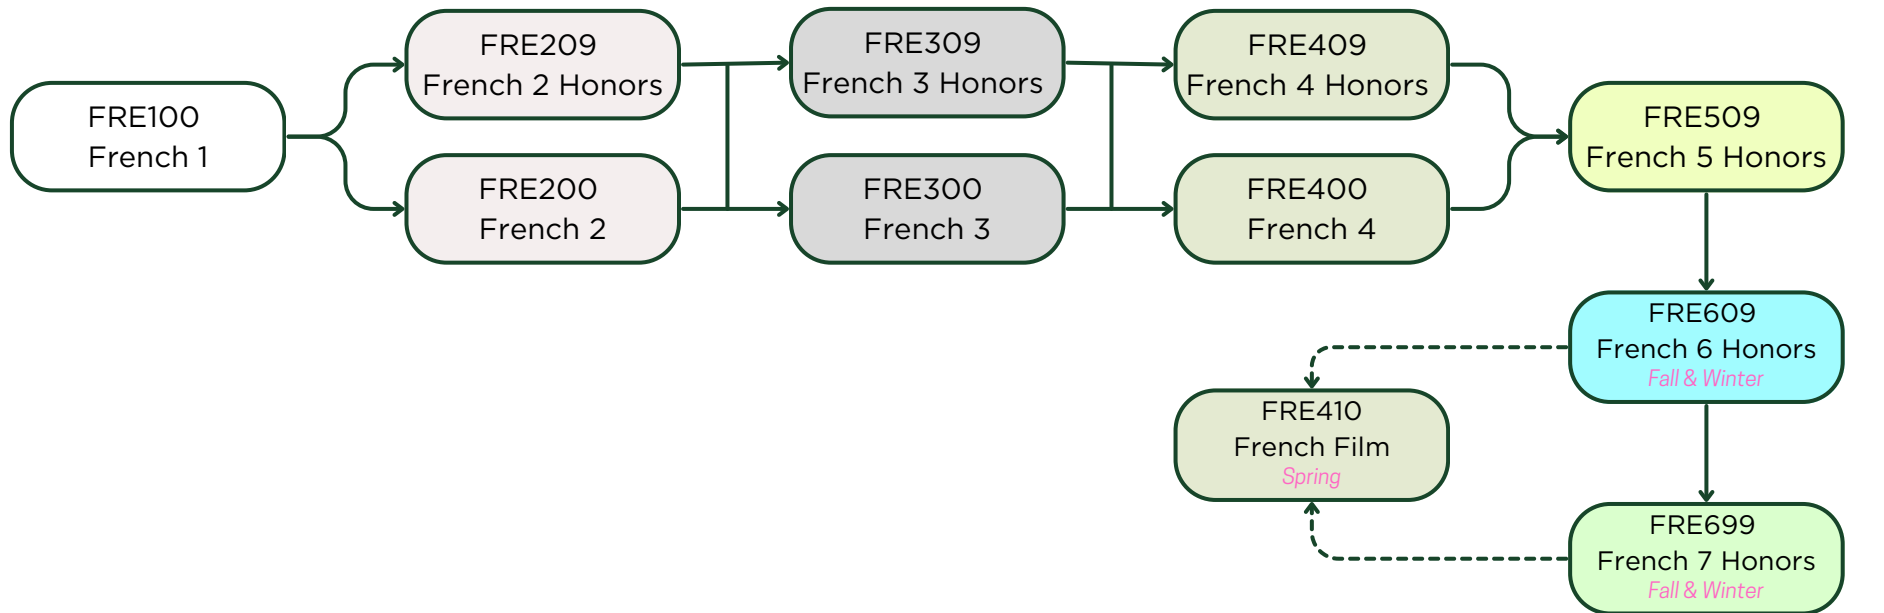 FRE100
French 1
FRE209
French 2 Honors
FRE200
French 2
FRE309
French 3 Honors
FRE300
French 3
FRE409
French 4 Honors
FRE400
French 4
FRE509
French 5 Honors
FRE609
French 6 Honors
Fall & Winter
FRE410
French Film
Spring
FRE699
French 7 Honors
Fall & Winter